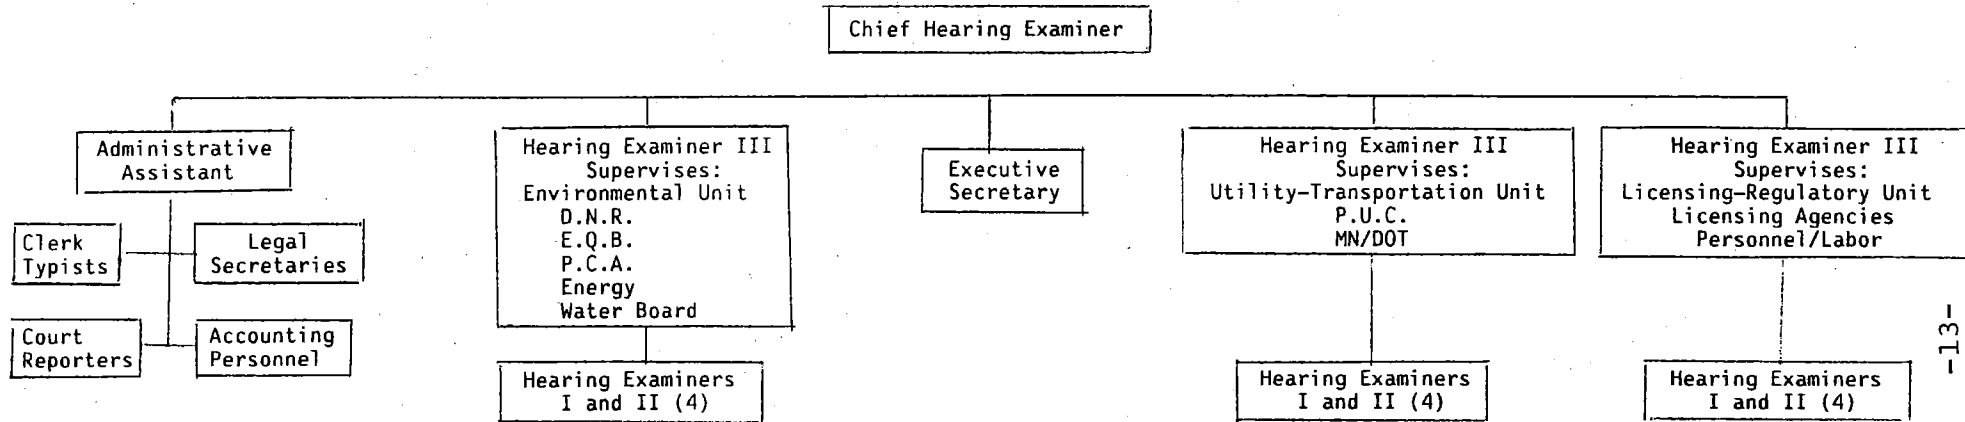 Chief Hearing Examiner
Administrative
Assistant
Clerk
Typists
Legal
Secretaries
Court
Reporters
Accounting
Personnel
Hearing Examiner III
Supervises:
Environmental Unit
D.N.R.
E.Q.B.
P.C.A.
Energy
Water Board
Hearing Examiners
I and II (4)
Executive
Secretary
Hearing Examiner III
Supervises:
Utility-Transportation Unit
P.U.C.
MN/DOT
Hearing Examiners
I and II (4)
Hearing Examiner III
Supervises:
Licensing-Regulatory Unit
Licensing Agencies
Personnel/Labor
Hearing Examiners
I and II (4)
-13-